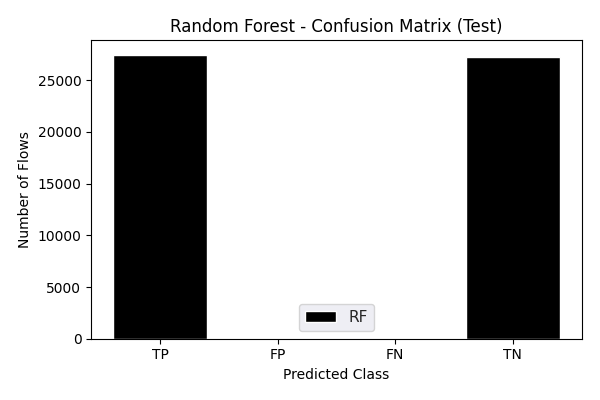 Random Forest - Confusion Matrix (Test)
Number of Flows
25000
20000
15000
10000
5000
0
RF
TP
FP
FN
TN
Predicted Class